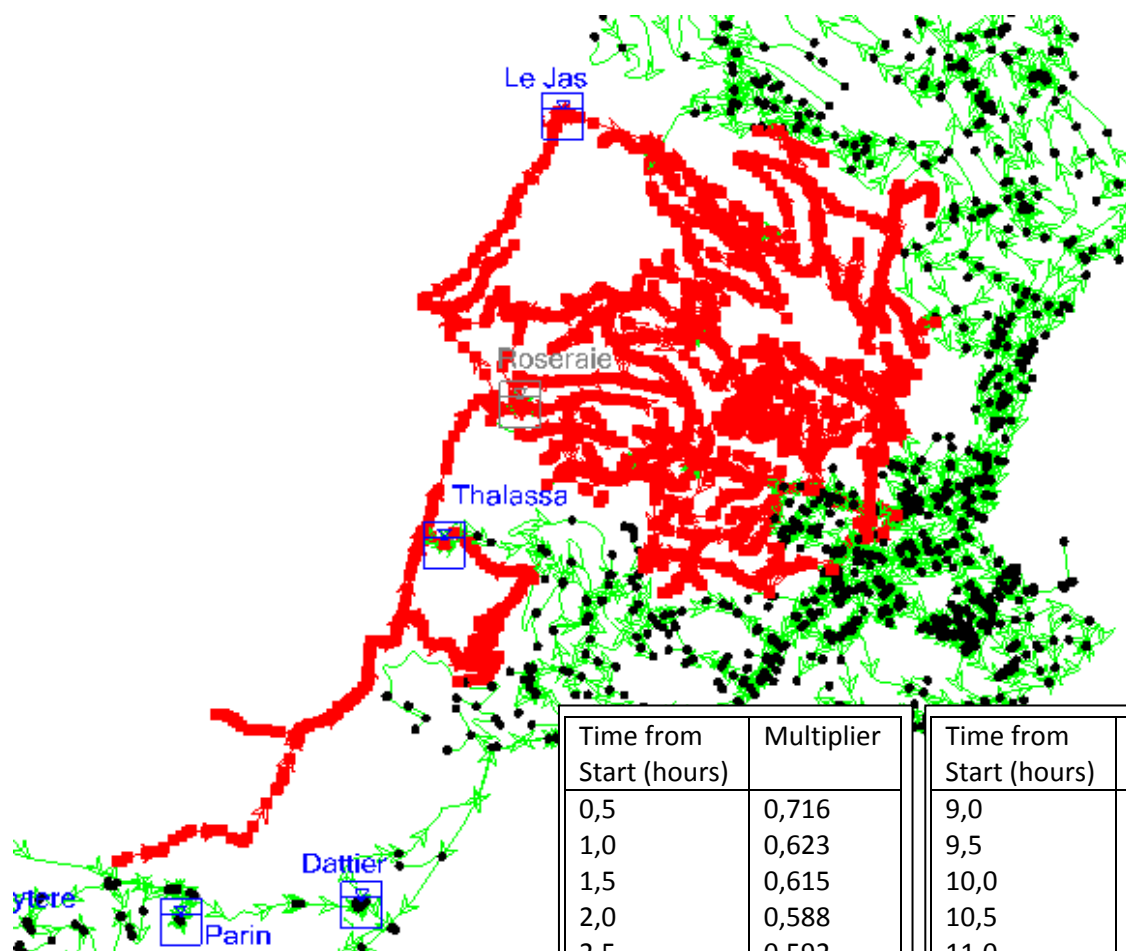 Le Jas
Roseraie
Thalassa
Dattier
ytere
Parin
Time from Start (hours) Multiplier
0,5 0,716
1,0 0,623
1,5 0,615
2,0 0,588
Time from Start (hours)
9,0
9,5
10,0
10,5